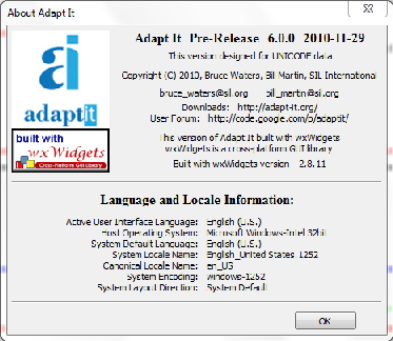 About Adapt It
Adapt It Pre-Release 6.0.0 2010-11-29
This version designed for UNICODE data
Copyright (C) 2010, Bruce Waters, Bill Martin, SIL International
bruce_waters@sil.org bill_martin@sil.org
Downloads: http://adapt-it.org/
User Forum: http://code.google.com/p/adaptit/
This version of Adapt It built with wxWidgets
wxWidgets is a cross-platform GUI library
Built with wxWidgets version 2.8.11
ai
adaptit
built with
wxWidgets
Cross-Platform GUI Library
Language and Locale Information:
Active User Interface Language: English (U.S.)
Host Operating System: Microsoft Windows-Intel 32bit
System Default Language: English (U.S.)
System Locale Name: English_United States.1252
Canonical Locale Name: en_US
System Encoding: windows-1252
System Layout Direction: System Default
OK